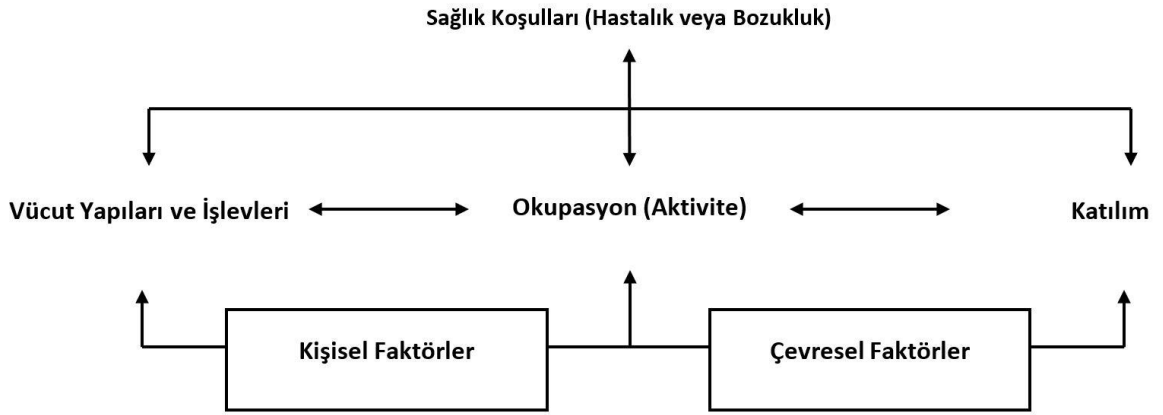 Sağlık Koşulları (Hastalık veya Bozukluk)
Vücut Yapıları ve İşlevleri
Okupasyon (Aktivite)
Katılım
Kişisel Faktörler
Çevresel Faktörler